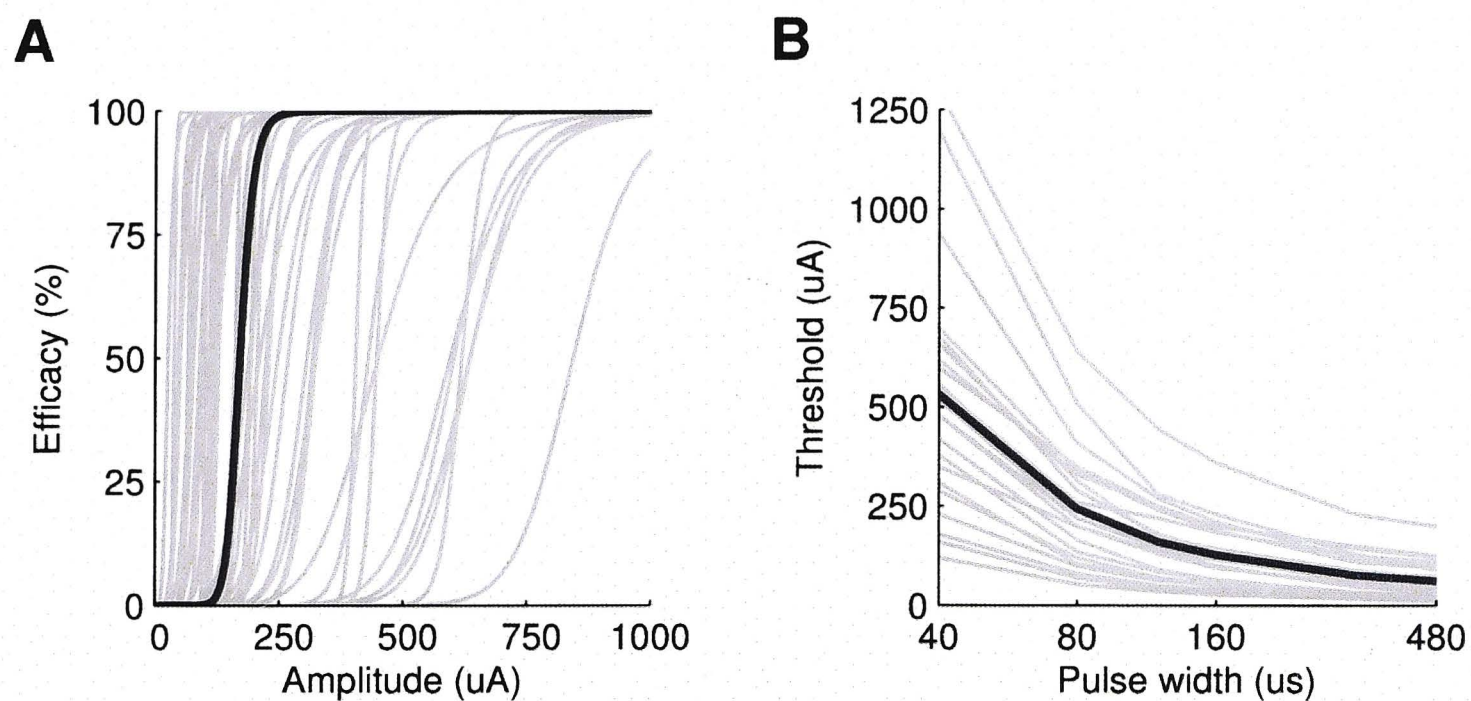 A
B
100
75
50
25
0
Efficacy (%)
0 250 500 750 1000
Amplitude (uA)
1250
1000
750
500
250
0
Threshold (uA)
40 80 160 480
Pulse width (us)